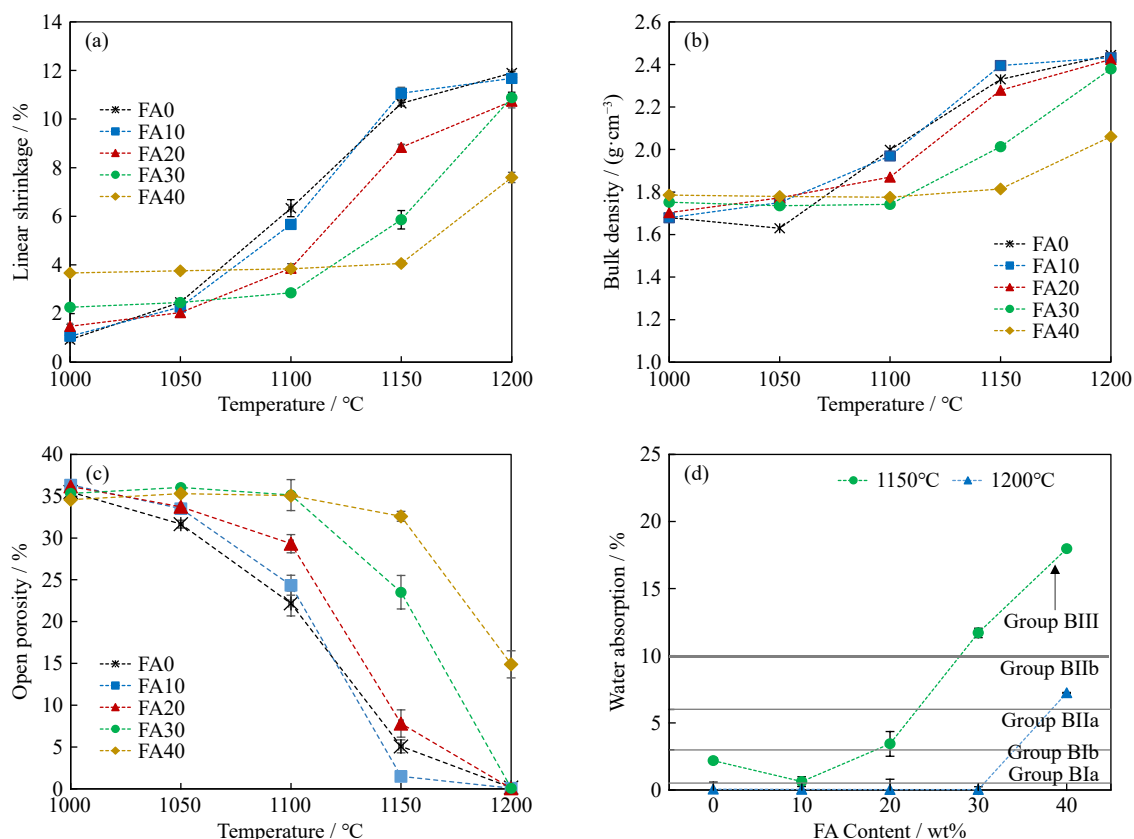 (a)
14
12
10
8
6
4
2
0
Linear shrinkage / %
FA0
FA10
FA20
FA30
FA40
1000 1050 1100 1150 1200
Temperature / °C
(b)
2.6
2.4
2.2
2.0
1.8
1.6
1.4
1.2
1.0
Bulk density / (g·cm⁻³)
FA0
FA10
FA20
FA30
FA40
1000 1050 1100 1150 1200
Temperature / °C
(c)
40
35
30
25
20
15
10
5
0
Open porosity / %
FA0
FA10
FA20
FA30
FA40
1000 1050 1100 1150 1200
Temperature / °C
(d)
1150°C 1200°C
25
20
15
10
5
0
Water absorption / %
Group BIII
Group BIIb
Group BIIa
Group BIb
Group BIa
0 10 20 30 40
FA Content / wt%